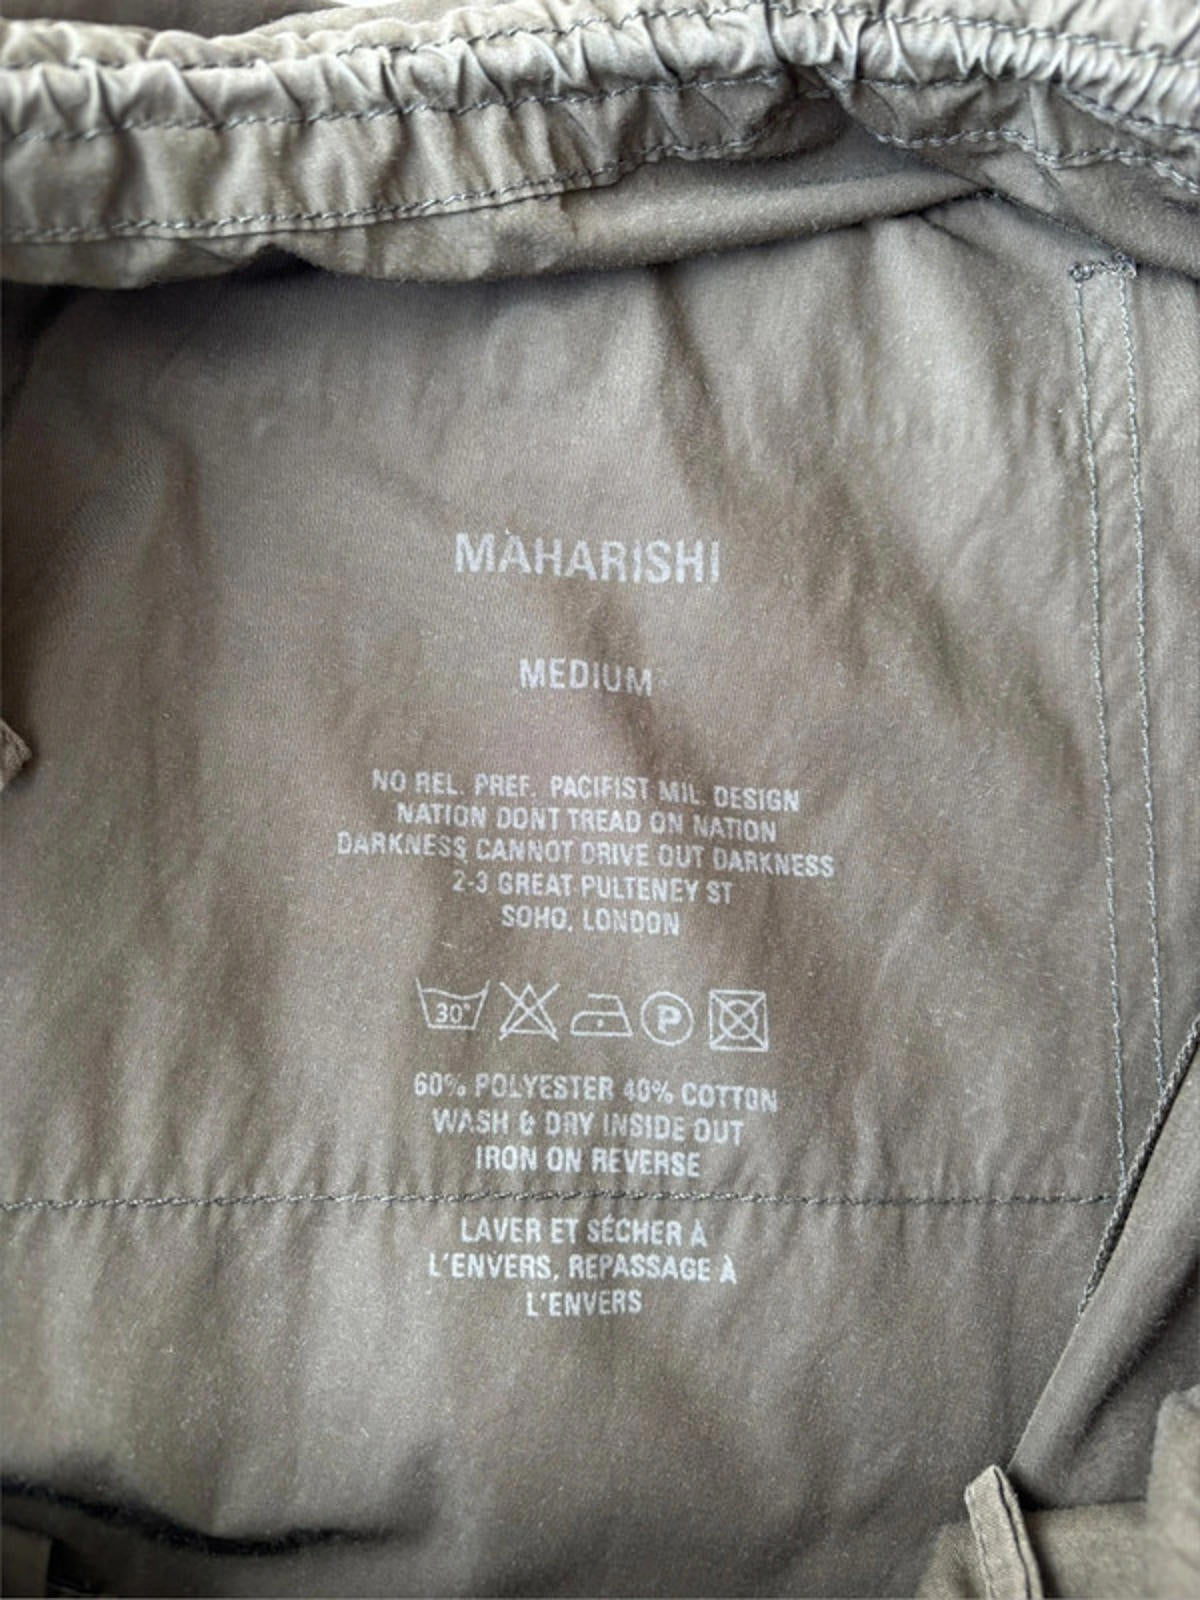 MAHARISHI
MEDIUM
NO REL. PREF. PACIFIST MIL. DESIGN
NATION DONT TREAD ON NATION
DARKNESS CANNOT DRIVE OUT DARKNESS
2-3 GREAT PULTENEY ST
SOHO, LONDON
30° P
60% POLYESTER 40% COTTON
WASH & DRY INSIDE OUT
IRON ON REVERSE
LAVER ET SÉCHER À
L'ENVERS, REPASSAGE À
L'ENVERS